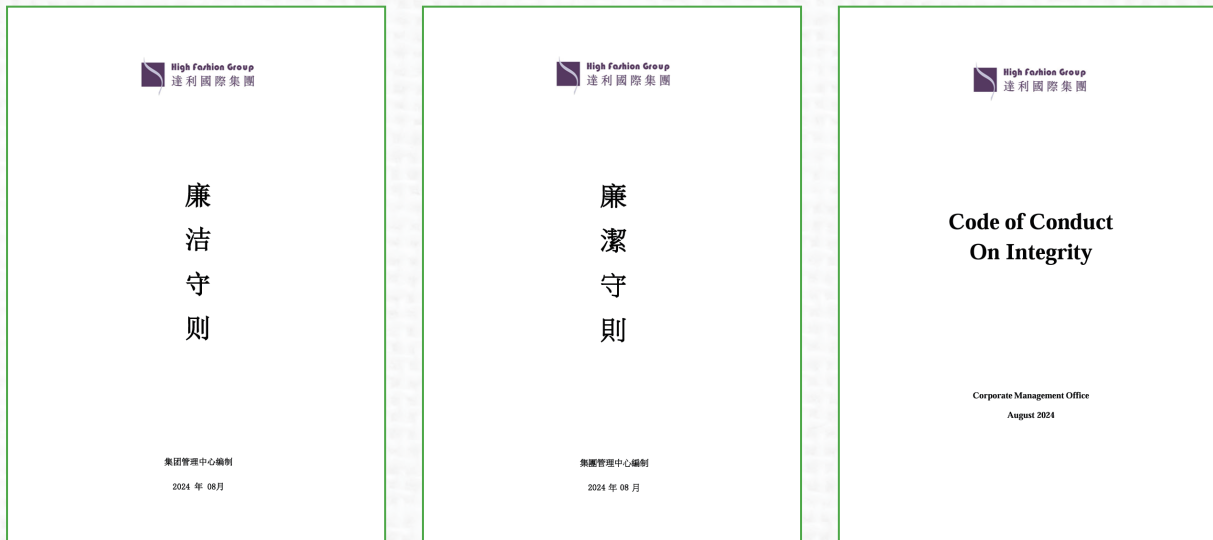 High Fashion Group
達利國際集團
廉
洁
守
则
集团管理中心编制
2024 年 08月
High Fashion Group
達利國際集團
廉
潔
守
則
集團管理中心編制
2024 年 08 月
High Fashion Group
達利國際集團
Code of Conduct
On Integrity
Corporate Management Office
August 2024